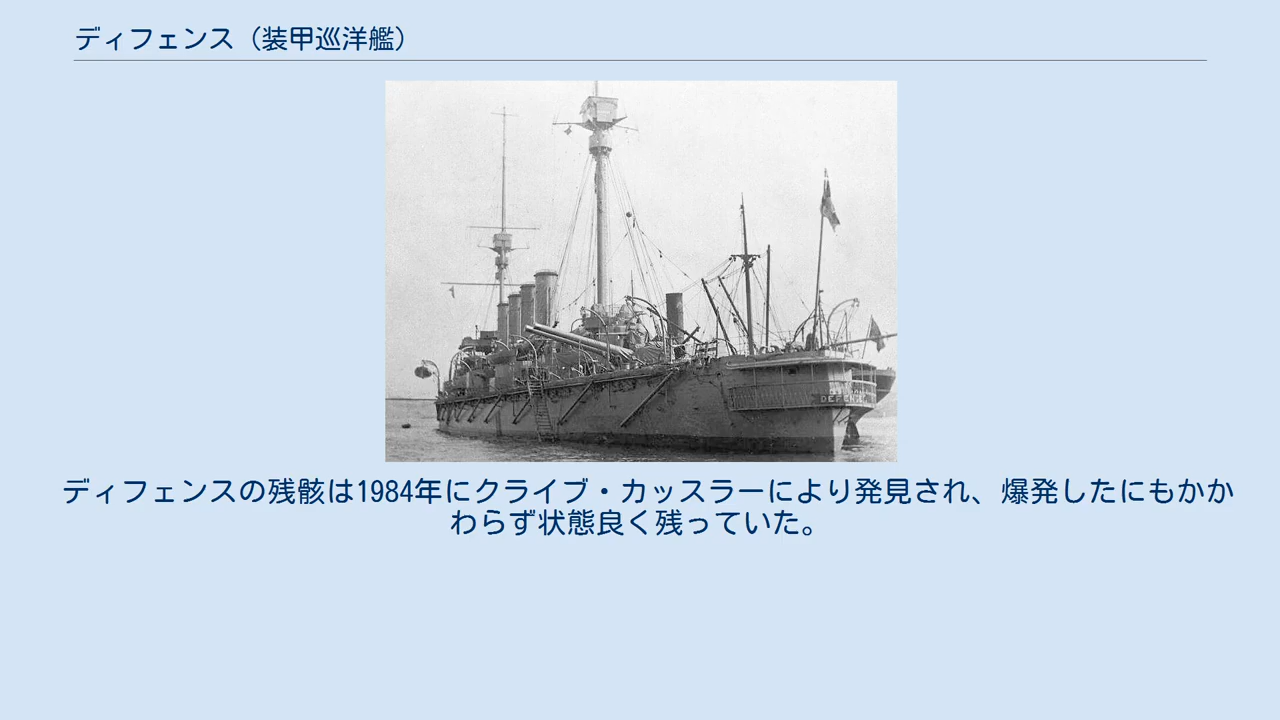 ディフェンス（装甲巡洋艦）
DEFENCE
ディフェンスの残骸は1984年にクライブ・カッスラーにより発見され、爆発したにもかか
わらず状態良く残っていた。